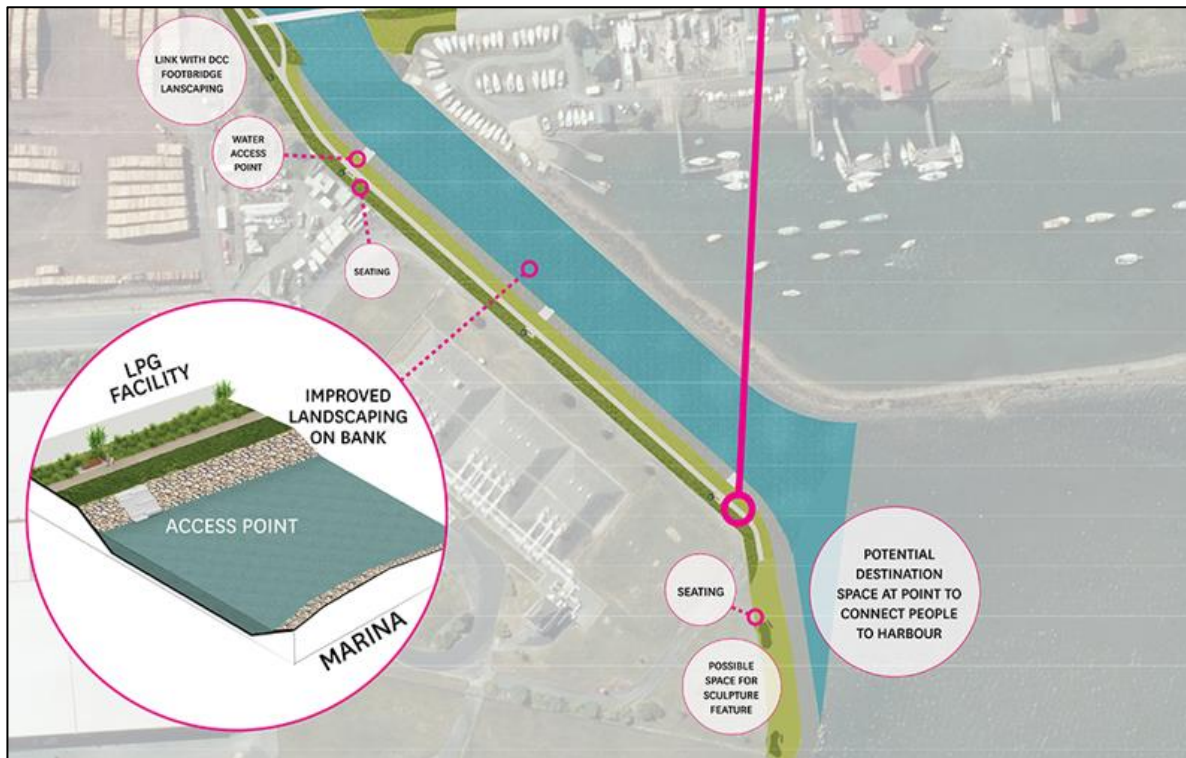 LINK WITH DCC
FOOTBRIDGE
LANSCAPING
WATER
ACCESS
POINT
SEATING
LPG
FACILITY
IMPROVED
LANDSCAPING
ON BANK
ACCESS POINT
MARINA
SEATING
POSSIBLE
SPACE FOR
SCULPTURE
FEATURE
POTENTIAL
DESTINATION
SPACE AT POINT TO
CONNECT PEOPLE
TO HARBOUR